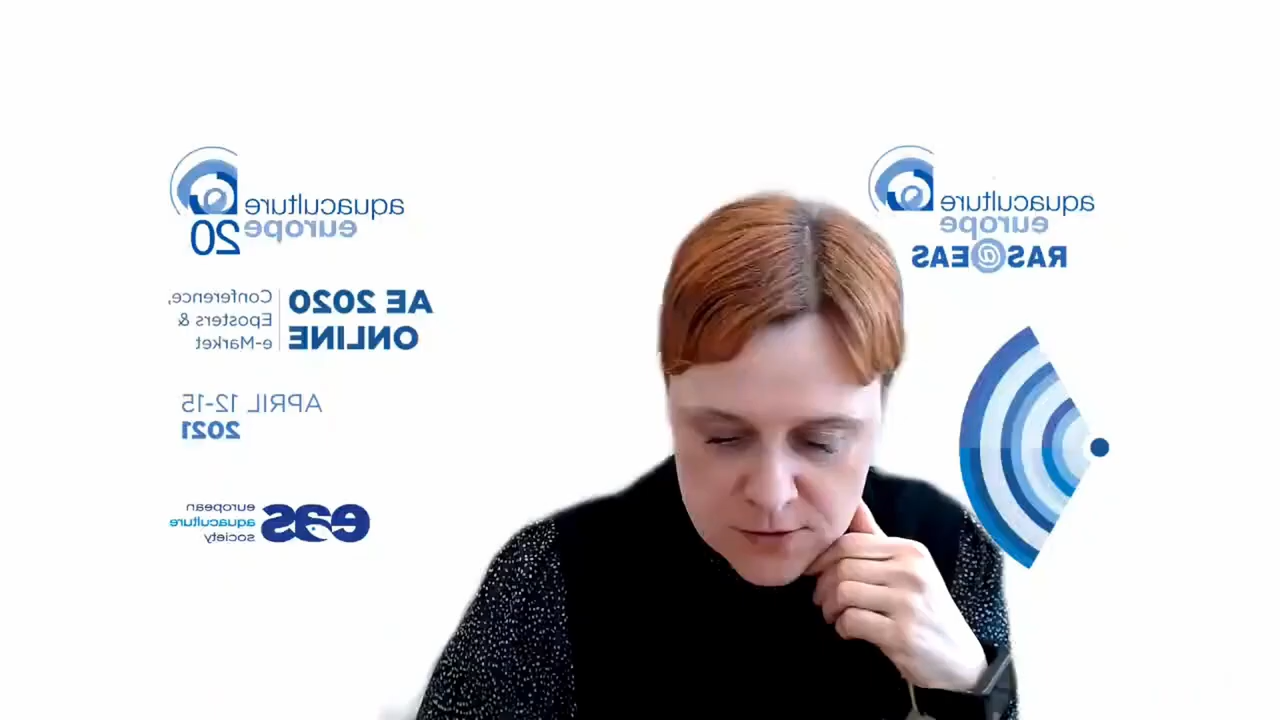 aquaculture
europe
20
AE 2020
ONLINE
Conference,
Eposters &
e-Market
APRIL 12-15
2021
eas
european
aquaculture
society
aquaculture
europe
RAS@EAS